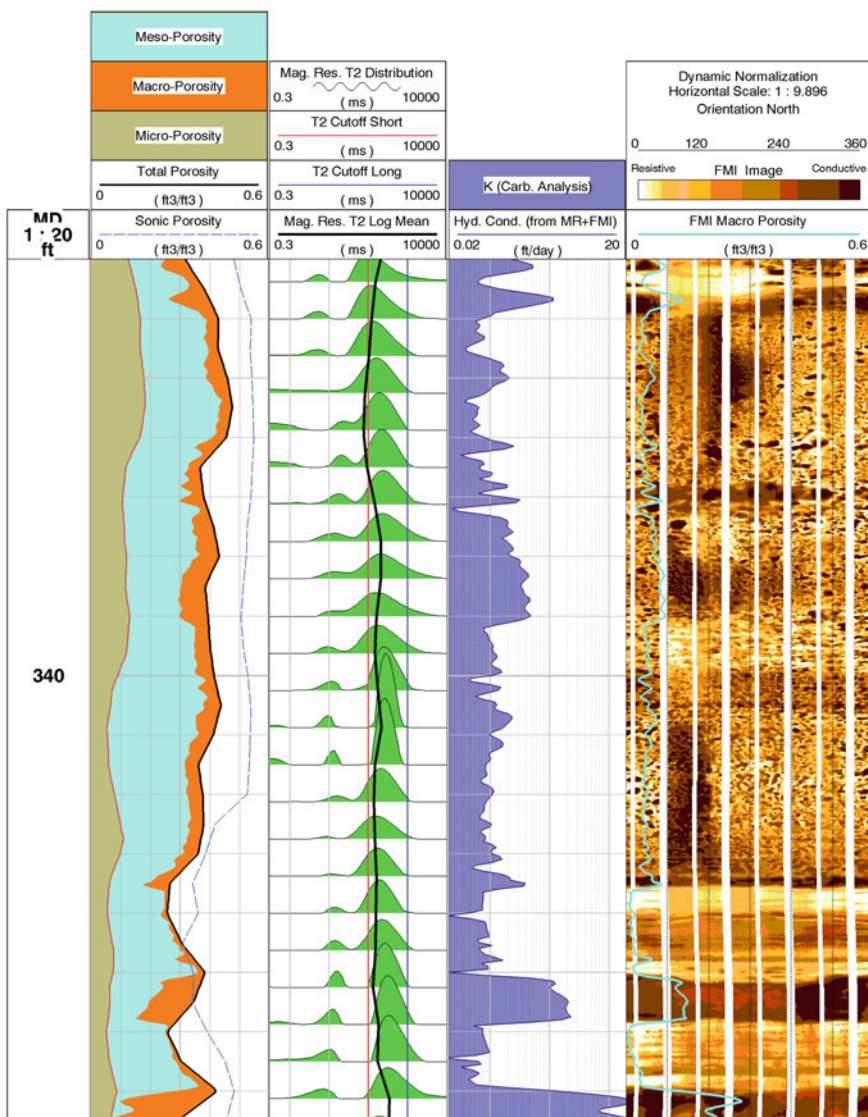 Meso-Porosity
Macro-Porosity
Micro-Porosity
Total Porosity
0 0.6
(ft3/ft3)
MD
1 : 20
ft
Sonic Porosity
0 0.6
(ft3/ft3)
Mag. Res. T2 Distribution
0.3 10000
(ms)
T2 Cutoff Short
0.3 10000
(ms)
T2 Cutoff Long
0.3 10000
(ms)
Mag. Res. T2 Log Mean
0.3 10000
(ms)
K (Carb. Analysis)
Hyd. Cond. (from MR+FMI)
0.02 20
(ft/day)
Dynamic Normalization
Horizontal Scale: 1 : 9.896
Orientation North
0 120 240 360
Resistive FMI Image Conductive
FMI Macro Porosity
0 0.6
(ft3/ft3)
340